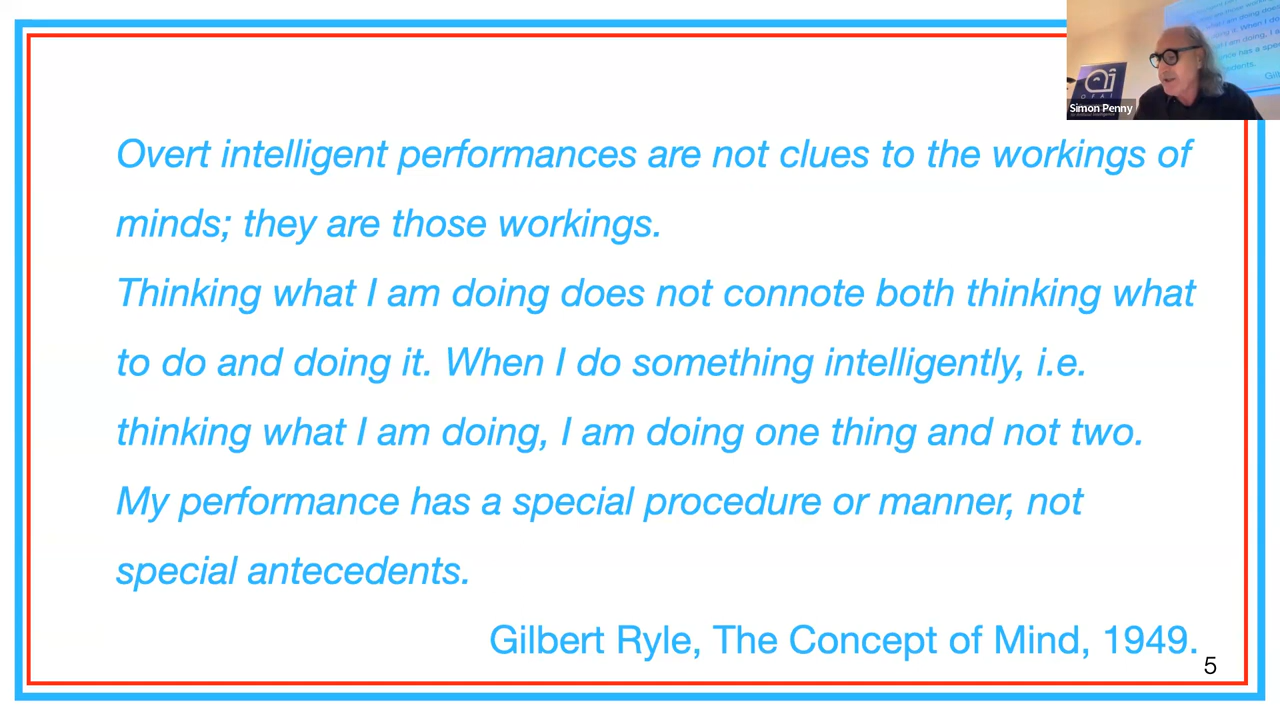 Overt intelligent performances are not clues to the workings of
minds; they are those workings.
Thinking what I am doing does not connote both thinking what
to do and doing it. When I do something intelligently, i.e.
thinking what I am doing, I am doing one thing and not two.
My performance has a special procedure or manner, not
special antecedents.
Gilbert Ryle, The Concept of Mind, 1949.
5
Simon Penny